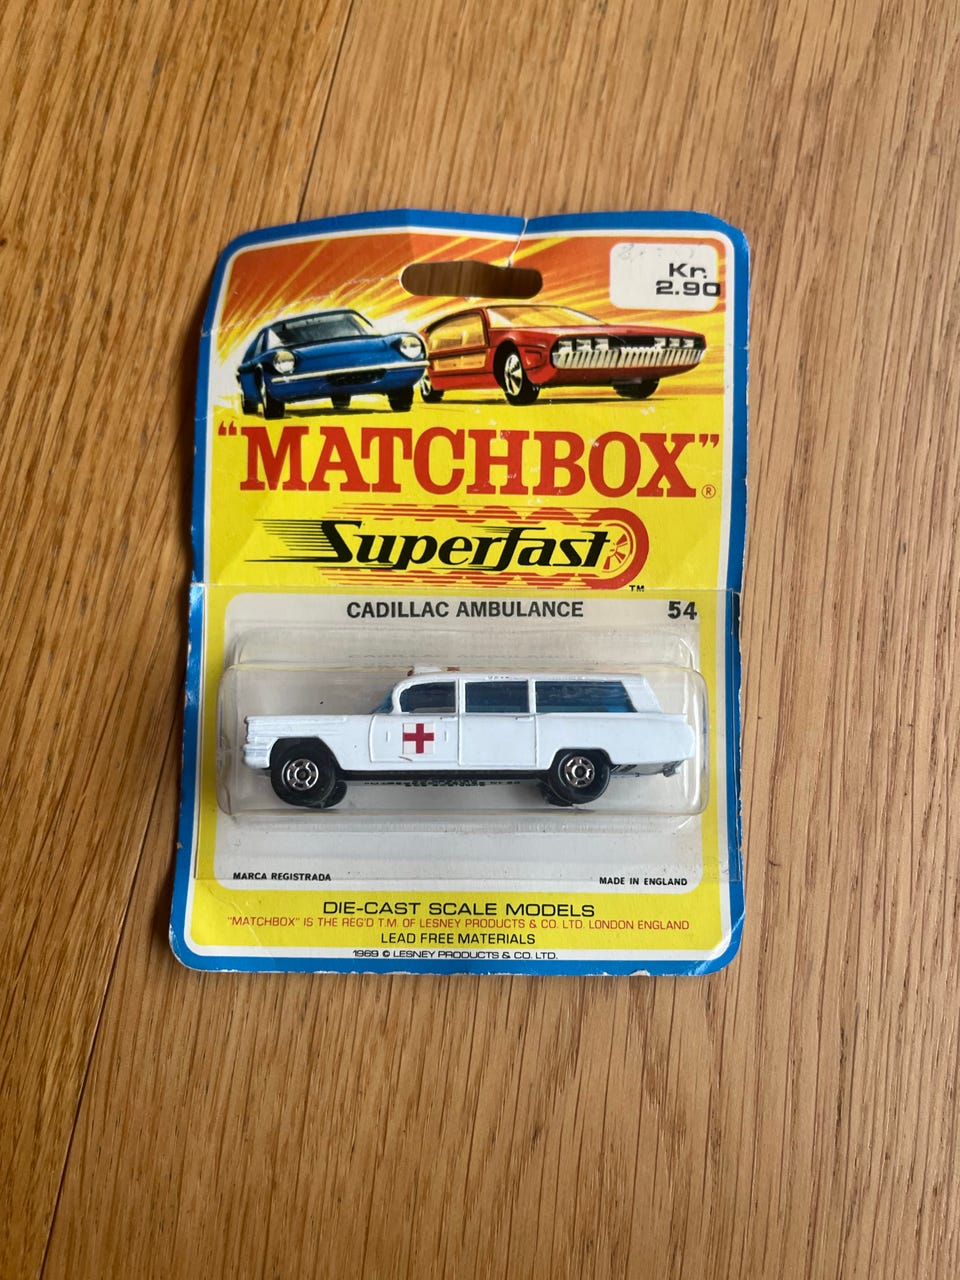 Kr.
2.90
"MATCHBOX"®
Superfast
TM
CADILLAC AMBULANCE 54
MARCA REGISTRADA MADE IN ENGLAND
DIE-CAST SCALE MODELS
"MATCHBOX" IS THE REG'D T.M. OF LESNEY PRODUCTS & CO. LTD. LONDON ENGLAND
LEAD FREE MATERIALS
1969 © LESNEY PRODUCTS & CO. LTD.